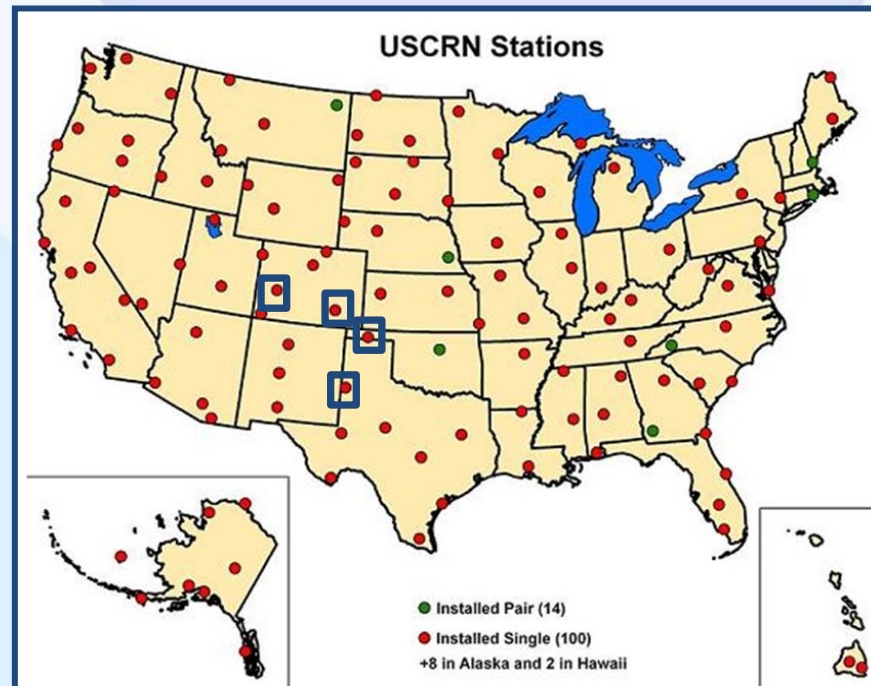 USCRN Stations
Installed Pair (14)
Installed Single (100)
+8 in Alaska and 2 in Hawaii